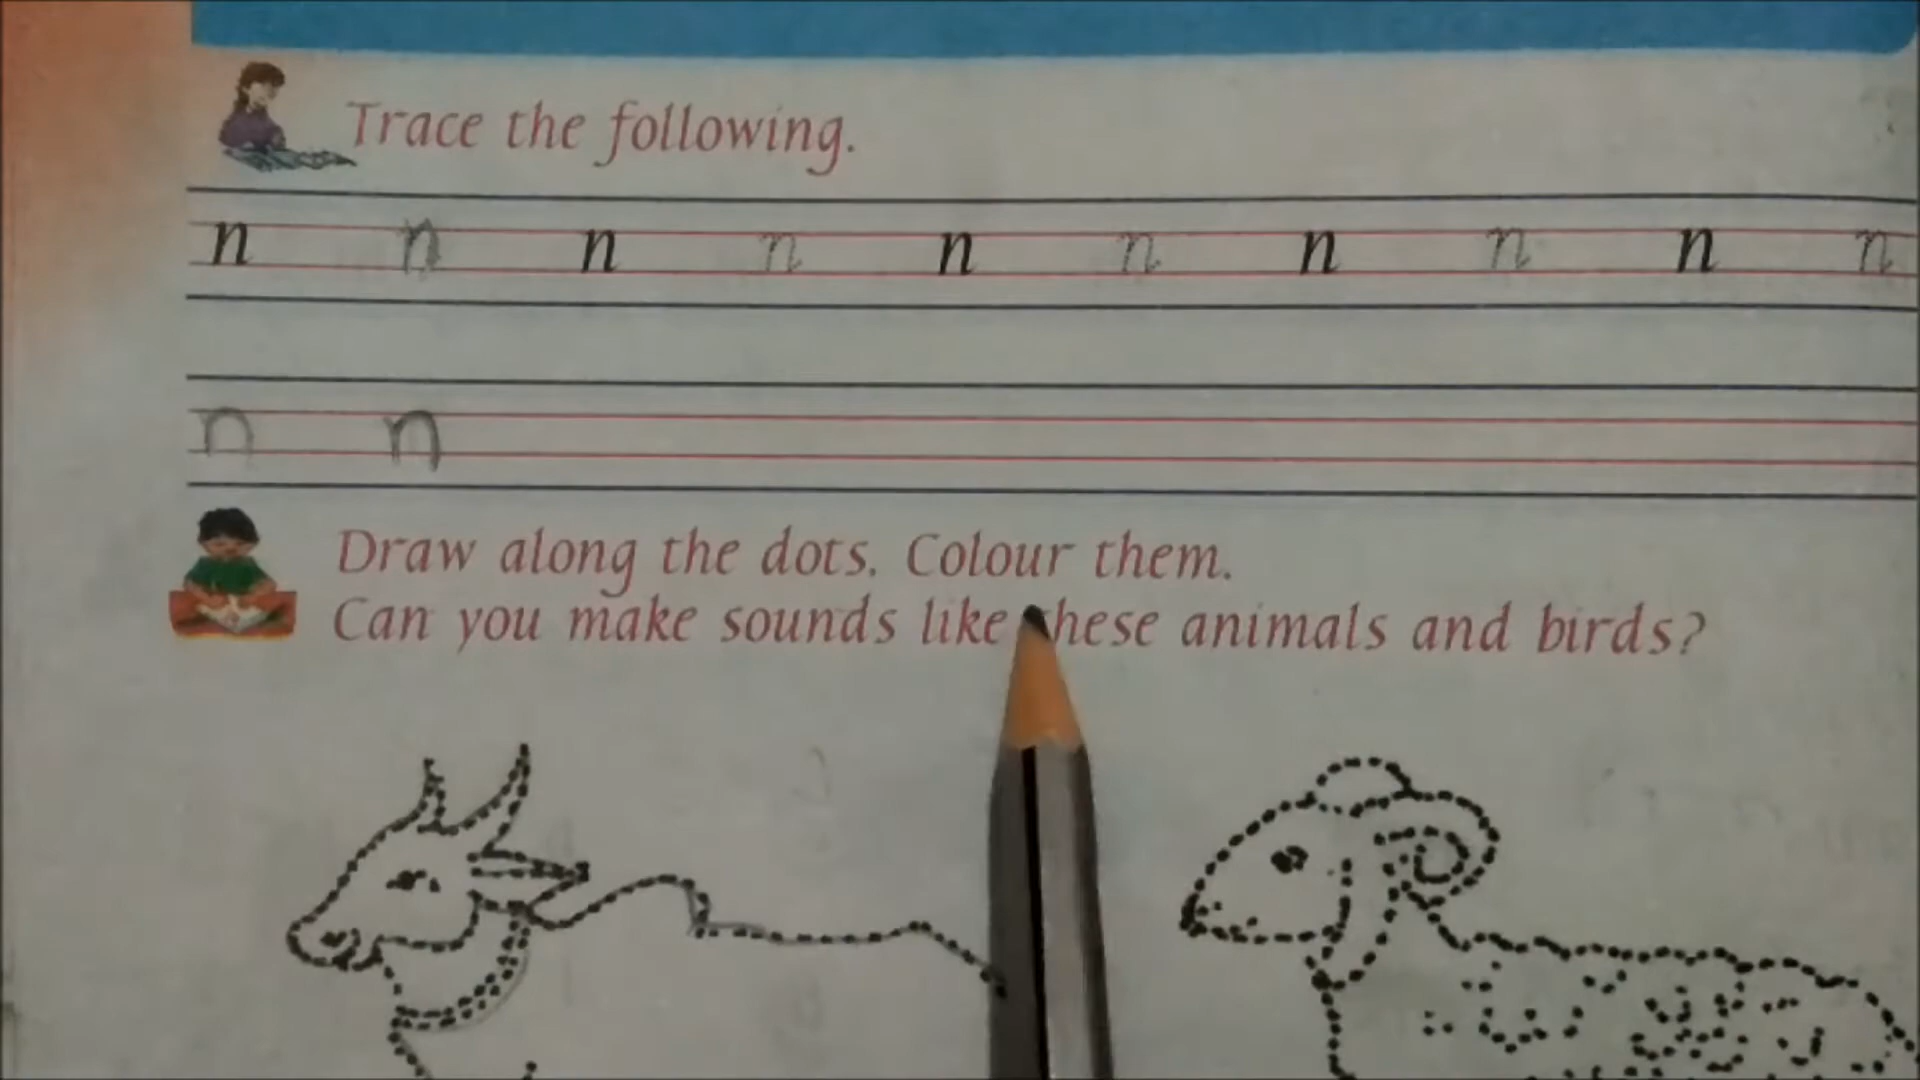 Trace the following.
n n n n n n n n n n
n n
Draw along the dots. Colour them.
Can you make sounds like these animals and birds?